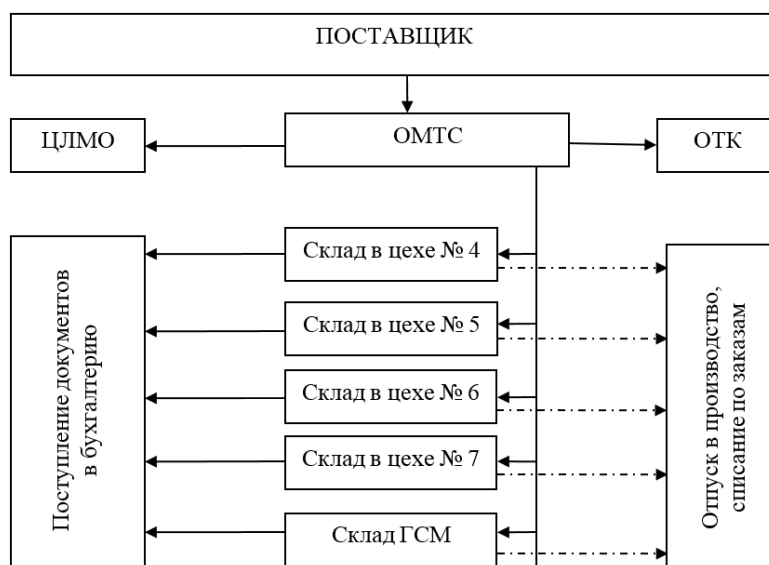 ПОСТАВЩИК
ЦЛМО
ОМТС
ОТК
Склад в цехе № 4
Склад в цехе № 5
Склад в цехе № 6
Склад в цехе № 7
Склад ГСМ
Поступление документов
в бухгалтерию
Отпуск в производство,
списание по заказам